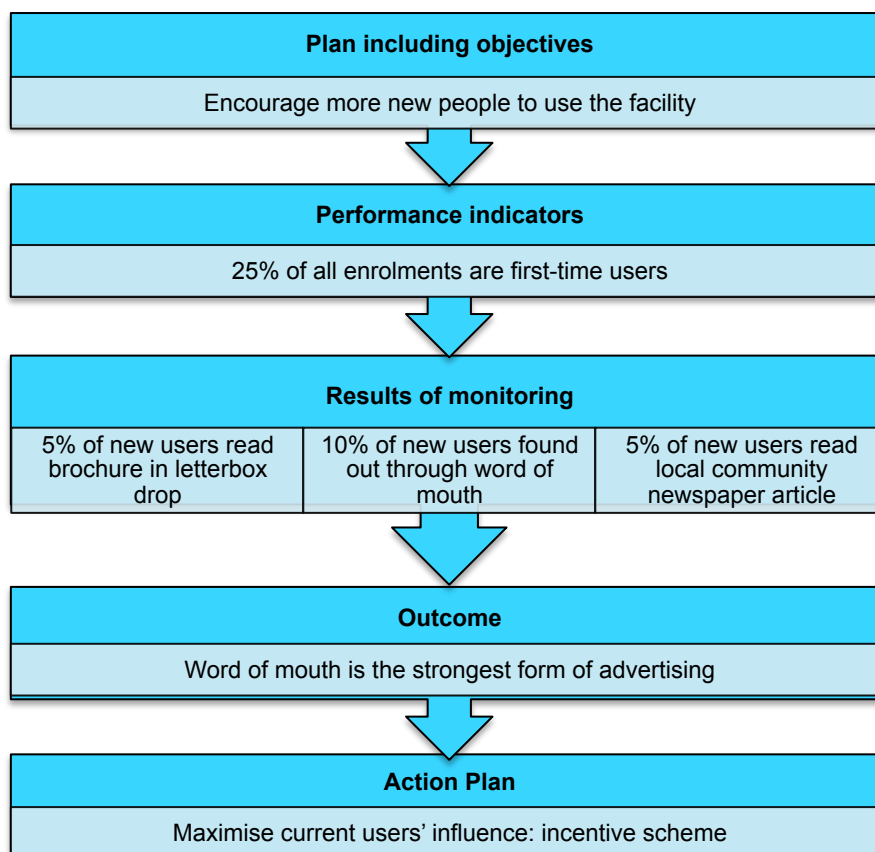 Plan including objectives
Encourage more new people to use the facility
Performance indicators
25% of all enrolments are first-time users
Results of monitoring
5% of new users read
brochure in letterbox
drop
10% of new users found
out through word of
mouth
5% of new users read
local community
newspaper article
Outcome
Word of mouth is the strongest form of advertising
Action Plan
Maximise current users’ influence: incentive scheme